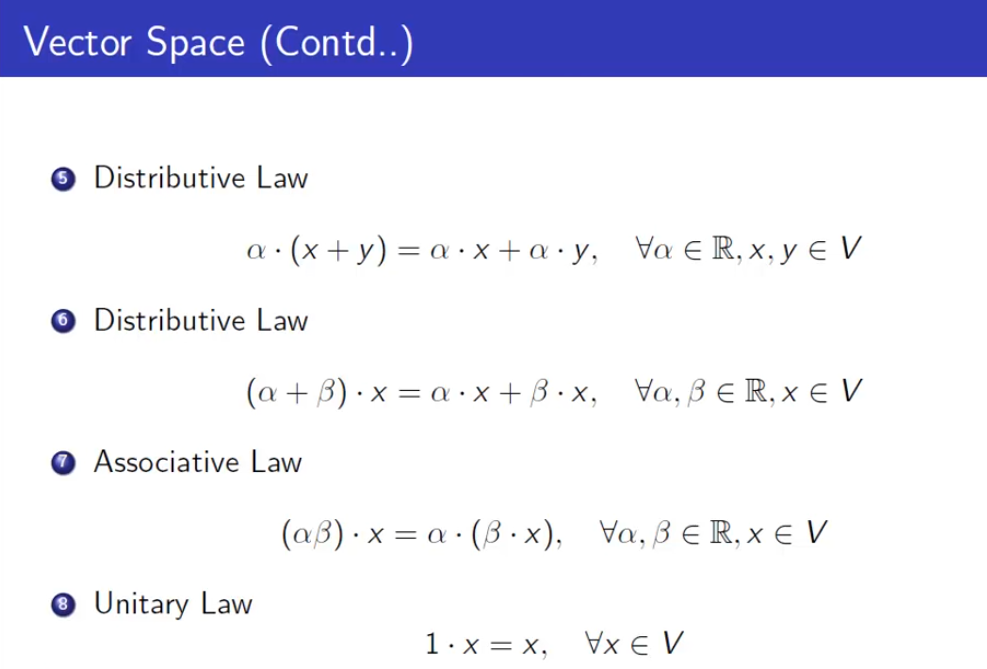 Vector Space (Contd..)
5 Distributive Law
α · (x + y) = α · x + α · y, ∀α ∈ ℝ, x, y ∈ V
6 Distributive Law
(α + β) · x = α · x + β · x, ∀α, β ∈ ℝ, x ∈ V
7 Associative Law
(αβ) · x = α · (β · x), ∀α, β ∈ ℝ, x ∈ V
8 Unitary Law
1 · x = x, ∀x ∈ V